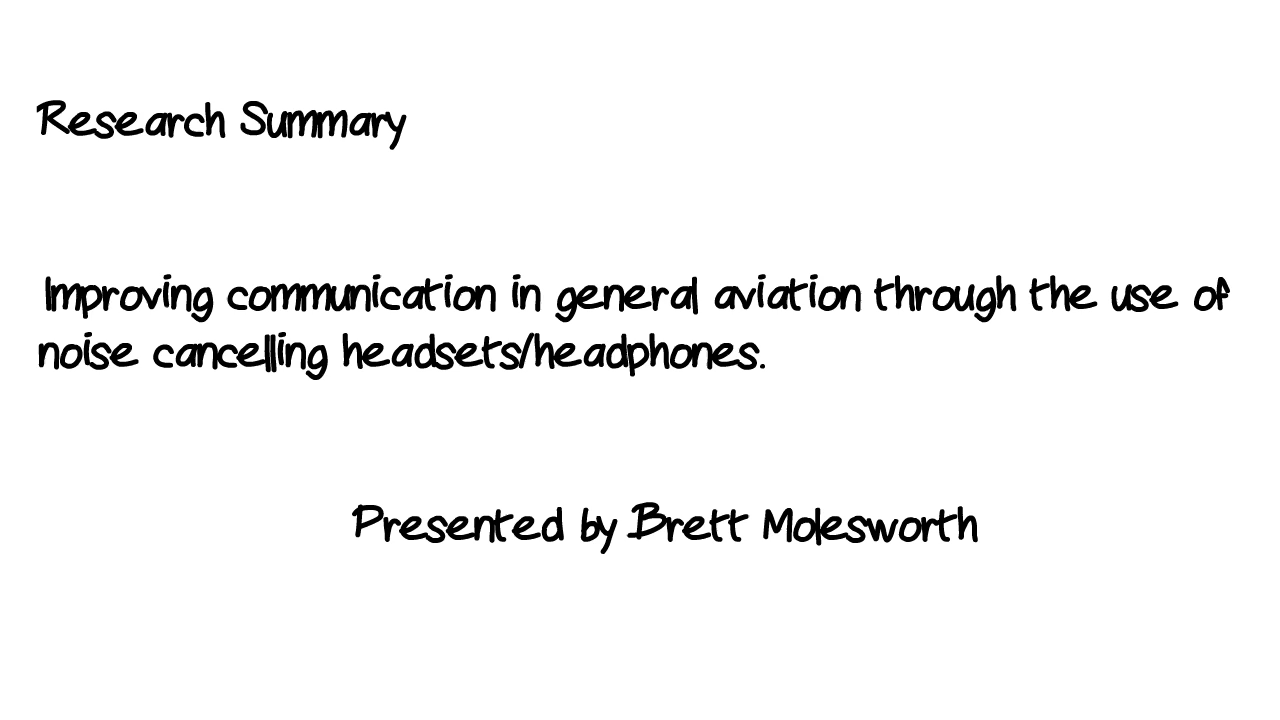 Research Summary
Improving communication in general aviation through the use of
noise cancelling headsets/headphones.
Presented by Brett Molesworth